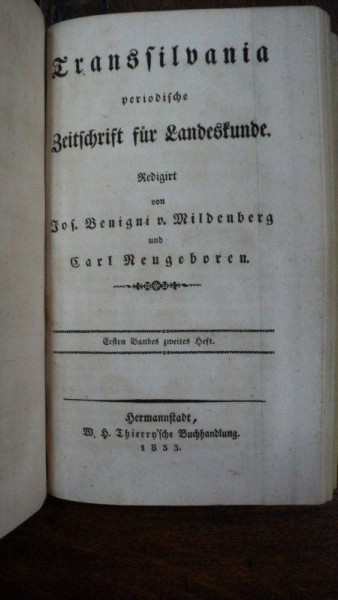 Transsilvania
periodische
Zeitschrift für Landeskunde.
Redigirt
von
Jos. Benigni v. Mildenberg
und
Carl Neugeboren.
Ersten Bandes zweites Heft.
Hermannstadt,
W. H. Thierry'sche Buchhandlung.
1833.